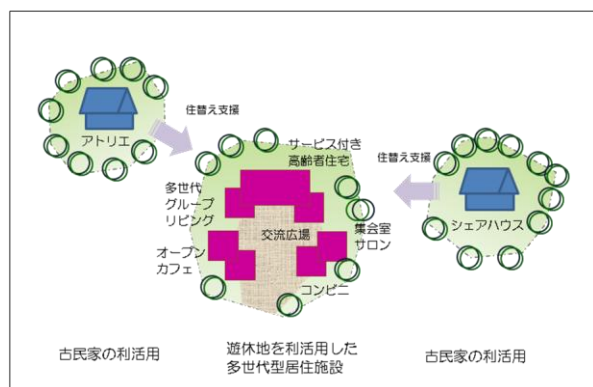 住替え支援
アトリエ
サービス付き
高齢者住宅
住替え支援
多世代
グループ
リビング
シェアハウス
交流広場
集会室
サロン
オープン
カフェ
コンビニ
古民家の利活用
遊休地を利活用した
多世代型居住施設
古民家の利活用